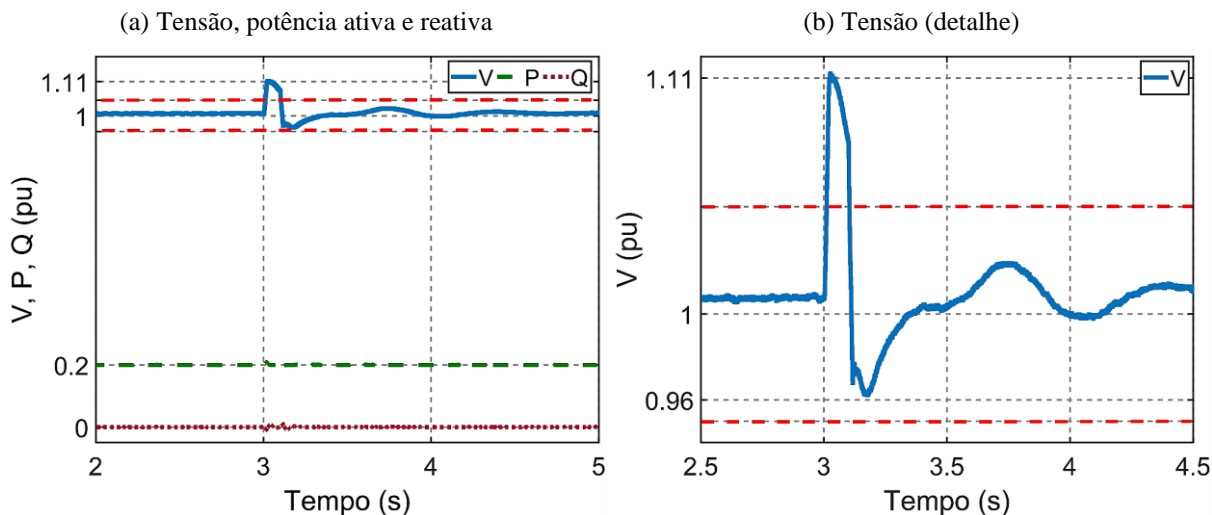 (a) Tensão, potência ativa e reativa
V P Q
1.11
1
0.2
0
V, P, Q (pu)
2 3 4 5
Tempo (s)
(b) Tensão (detalhe)
V
1.11
1
0.96
V (pu)
2.5 3 3.5 4 4.5
Tempo (s)